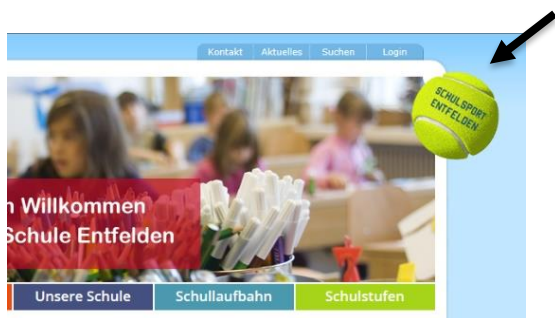 Kontakt Aktuelles Suchen Login
SCHULSPORT
ENTFELDEN
n Willkommen
Schule Entfelden
Unsere Schule Schullaufbahn Schulstufen